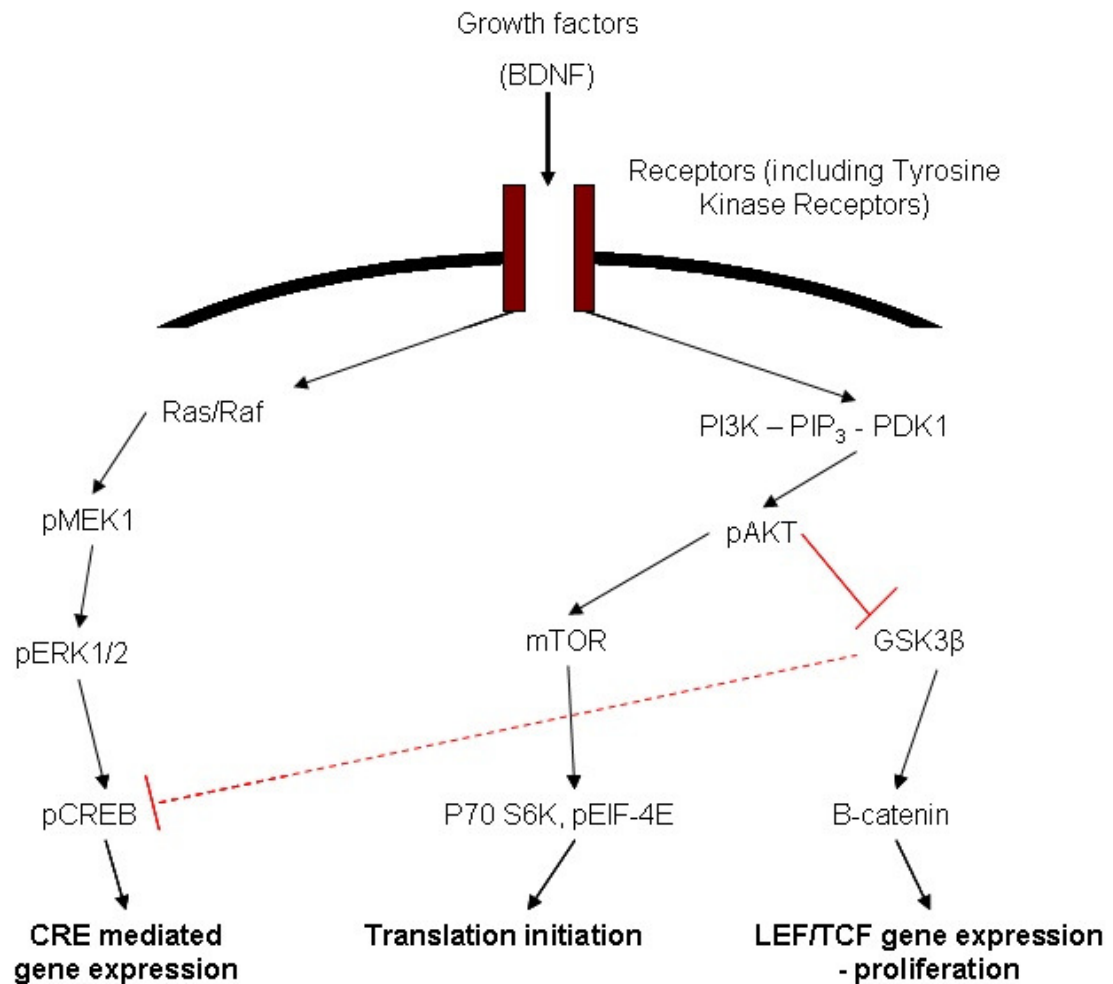 Growth factors
(BDNF)
Receptors (including Tyrosine
Kinase Receptors)
Ras/Raf
PI3K – PIP₃ - PDK1
pMEK1
pAKT
pERK1/2
mTOR
GSK3β
pCREB
P70 S6K, pEIF-4E
B-catenin
CRE mediated
gene expression
Translation initiation
LEF/TCF gene expression
- proliferation